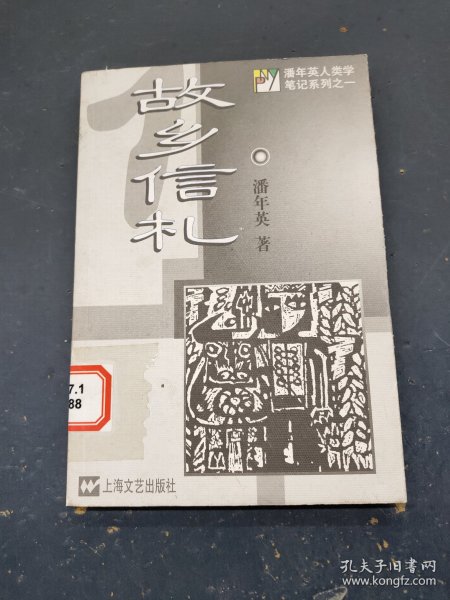 潘年英人类学
笔记系列之一
故乡信札
潘年英 著
7.1
88
上海文艺出版社
孔夫子旧书网
www.kongfz.com